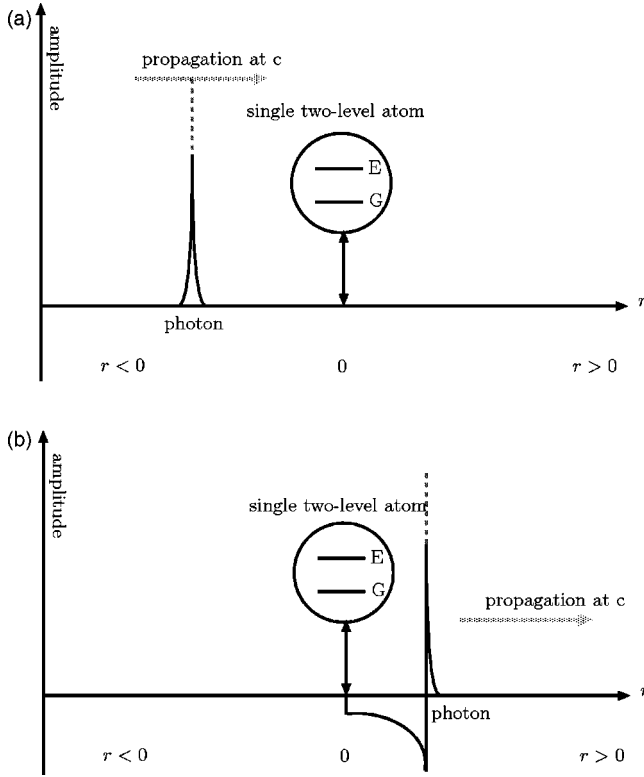 (a)
amplitude
propagation at c
single two-level atom
E
G
photon
r
r < 0
0
r > 0
(b)
amplitude
single two-level atom
E
G
propagation at c
r
photon
r < 0
0
r > 0